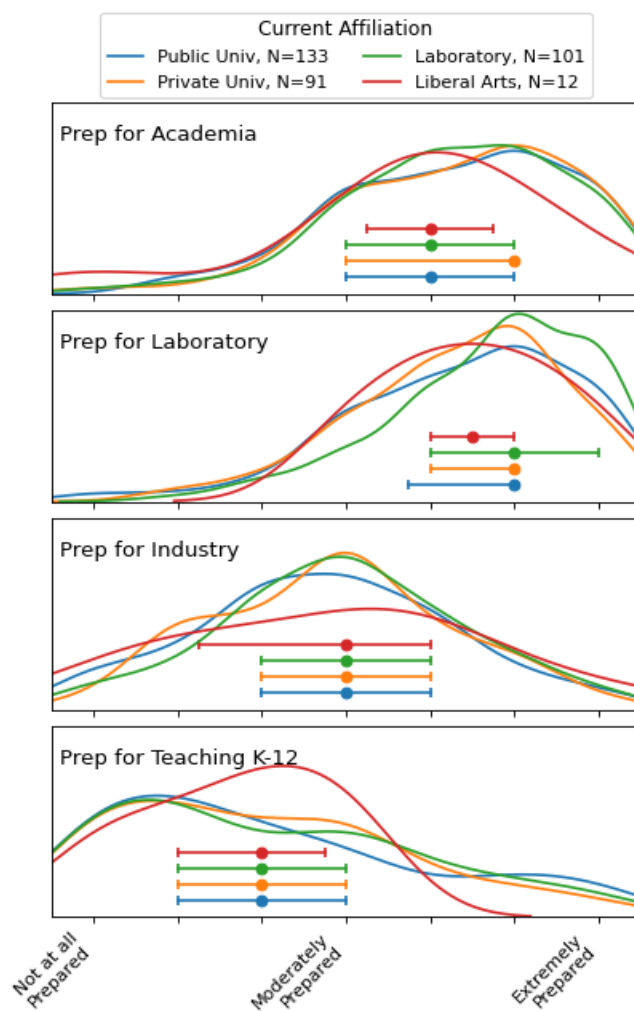 Current Affiliation
Public Univ, N=133
Laboratory, N=101
Private Univ, N=91
Liberal Arts, N=12
Prep for Academia
Prep for Laboratory
Prep for Industry
Prep for Teaching K-12
Not at all
Prepared
Moderately
Prepared
Extremely
Prepared